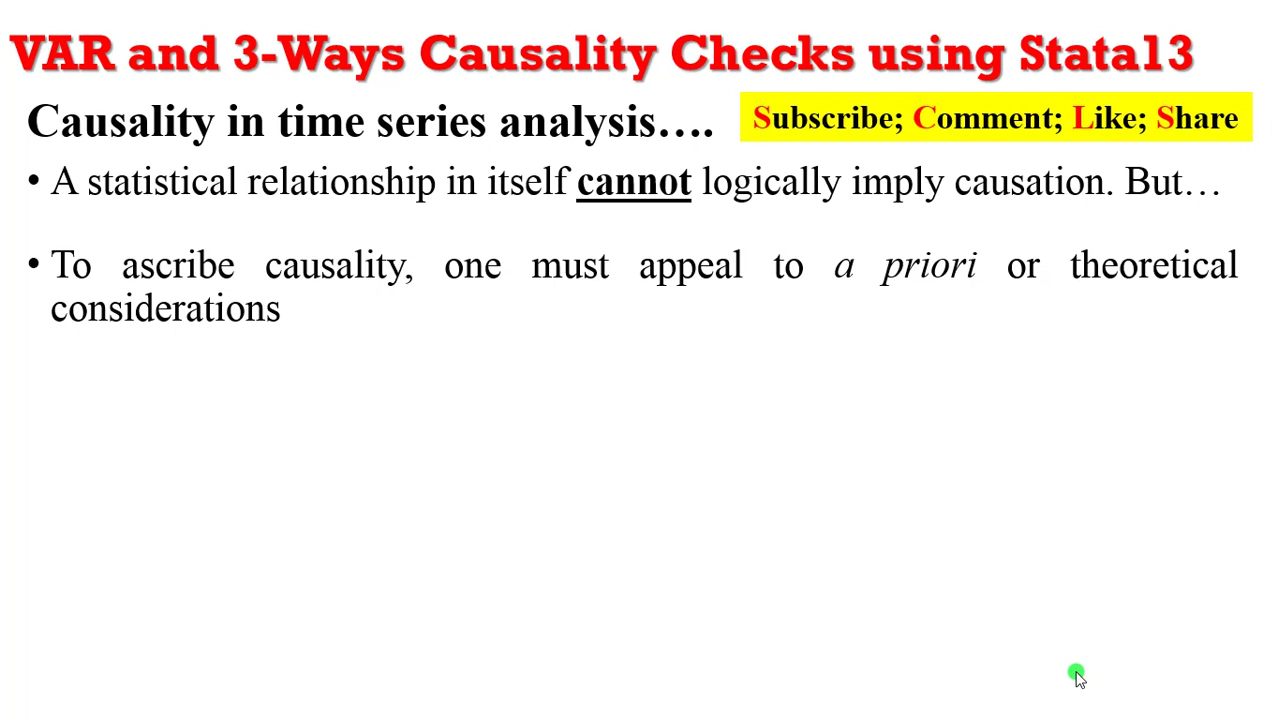 VAR and 3-Ways Causality Checks using Stata13
Causality in time series analysis….
Subscribe; Comment; Like; Share
• A statistical relationship in itself cannot logically imply causation. But…
• To ascribe causality, one must appeal to a priori or theoretical
considerations